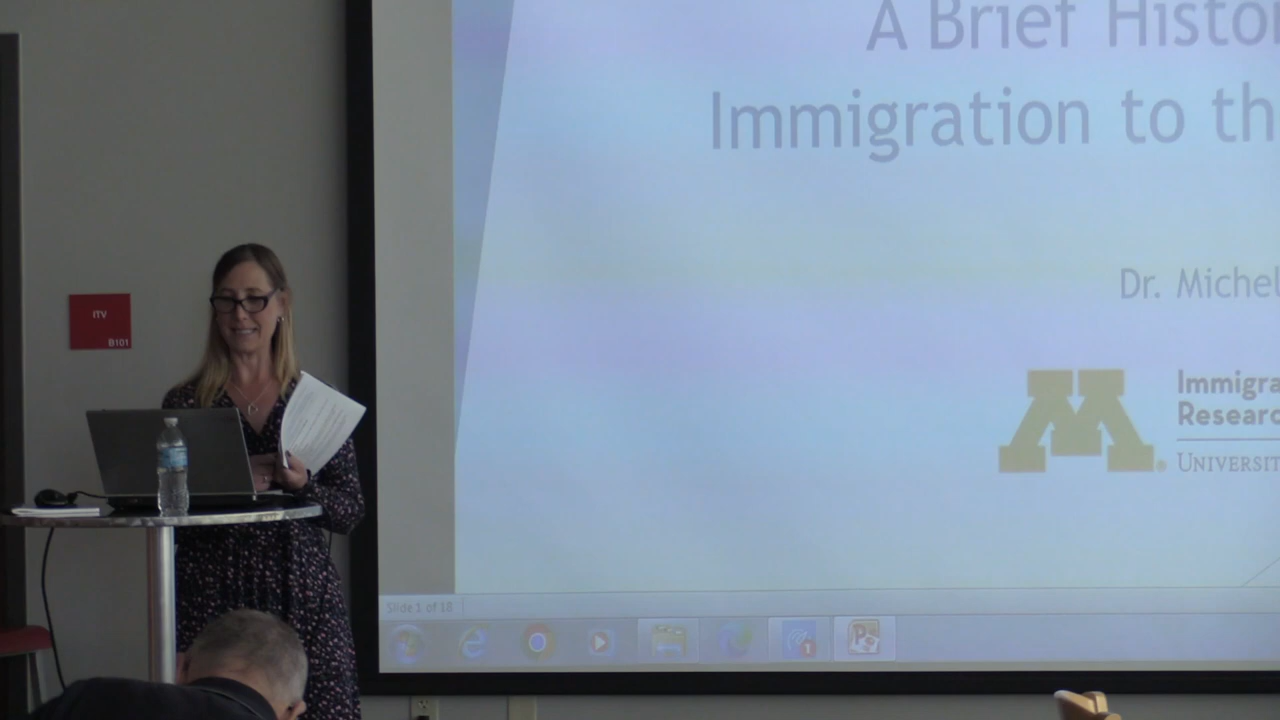 A Brief Histo
Immigration to th
Dr. Michel
Immigra
Researc
UNIVERSIT
ITV
B101
Slide 1 of 18